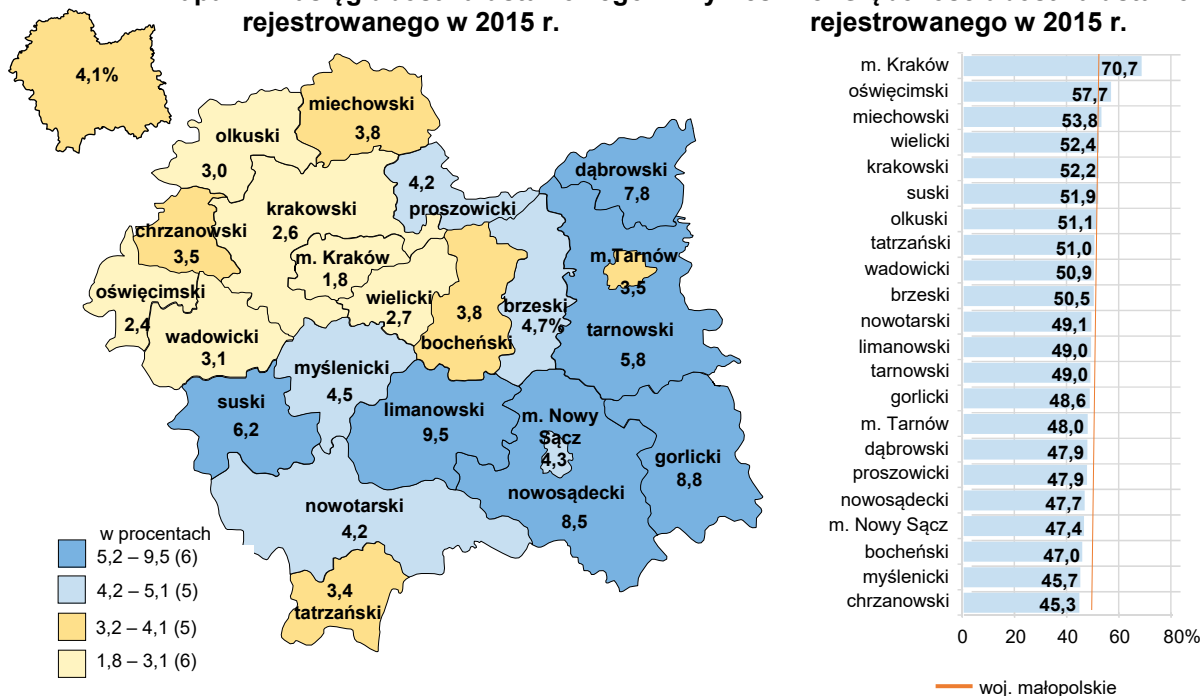 rejestrowanego w 2015 r.
4,1%
miechowski
3,8
olkuski
3,0
dąbrowski
7,8
4,2
proszowicki
krakowski
2,6
chrzanowski
3,5
m. Kraków
1,8
m.Tarnów
3,5
oświęcimski
2,4
wielicki
2,7
3,8
bocheński
brzeski
4,7%
tarnowski
5,8
wadowicki
3,1
myślenicki
4,5
suski
6,2
limanowski
9,5
m. Nowy
Sącz
4,3
gorlicki
8,8
nowosądecki
8,5
nowotarski
4,2
3,4
tatrzański
w procentach
5,2 – 9,5 (6)
4,2 – 5,1 (5)
3,2 – 4,1 (5)
1,8 – 3,1 (6)
rejestrowanego w 2015 r.
m. Kraków 70,7
oświęcimski 57,7
miechowski 53,8
wielicki 52,4
krakowski 52,2
suski 51,9
olkuski 51,1
tatrzański 51,0
wadowicki 50,9
brzeski 50,5
nowotarski 49,1
limanowski 49,0
tarnowski 49,0
gorlicki 48,6
m. Tarnów 48,0
dąbrowski 47,9
proszowicki 47,9
nowosądecki 47,7
m. Nowy Sącz 47,4
bocheński 47,0
myślenicki 45,7
chrzanowski 45,3
0 20 40 60 80%
woj. małopolskie